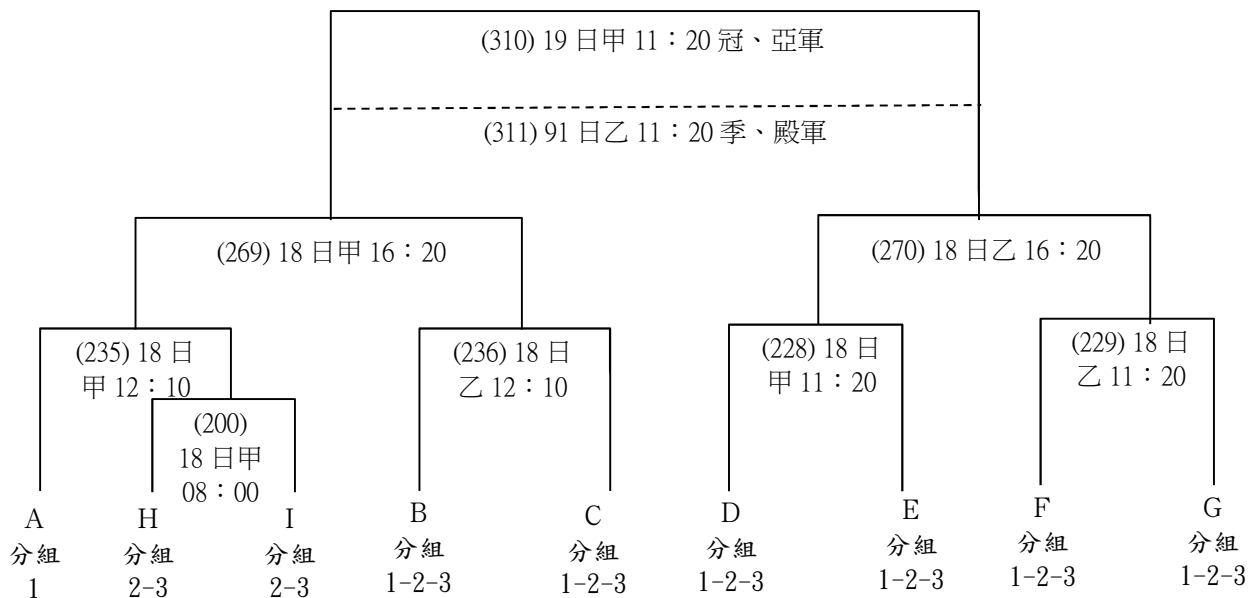 (310) 19 日甲 11：20 冠、亞軍
(311) 91 日乙 11：20 季、殿軍
(269) 18 日甲 16：20
(270) 18 日乙 16：20
(235) 18 日
甲 12：10
(236) 18 日
乙 12：10
(228) 18 日
甲 11：20
(229) 18 日
乙 11：20
(200)
18 日甲
08：00
A
分組
1
H
分組
2-3
I
分組
2-3
B
分組
1-2-3
C
分組
1-2-3
D
分組
1-2-3
E
分組
1-2-3
F
分組
1-2-3
G
分組
1-2-3